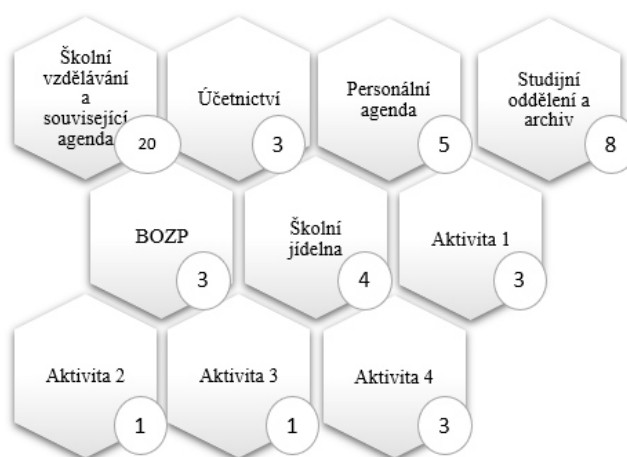 Školní
vzdělávání
a
související
agenda
20
Účetnictví
3
Personální
agenda
5
Studijní
oddělení a
archiv
8
BOZP
3
Školní
jídelna
4
Aktivita 1
3
Aktivita 2
1
Aktivita 3
1
Aktivita 4
3